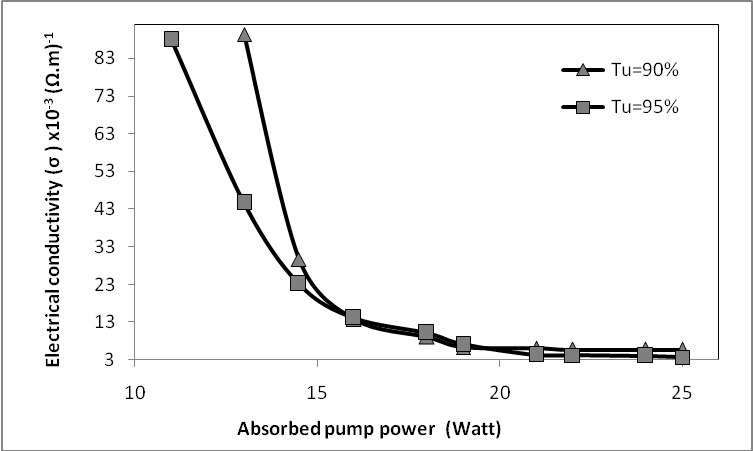 Electrical conductivity (σ ) x10⁻³ (Ω.m)⁻¹
83
73
63
53
43
33
23
13
3
10 15 20 25
Absorbed pump power (Watt)
Tu=90%
Tu=95%